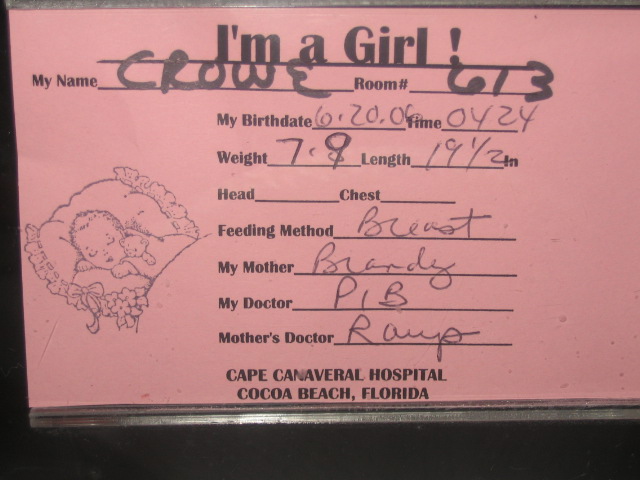 I'm a Girl !
My Name CROWE Room# 613
My Birthdate 6.20.06 Time 0424
Weight 7.9 Length 19 1/2 In
Head Chest
Feeding Method Breast
My Mother Brandy
My Doctor PIB
Mother's Doctor
CAPE CANAVERAL HOSPITAL
COCOA BEACH, FLORIDA